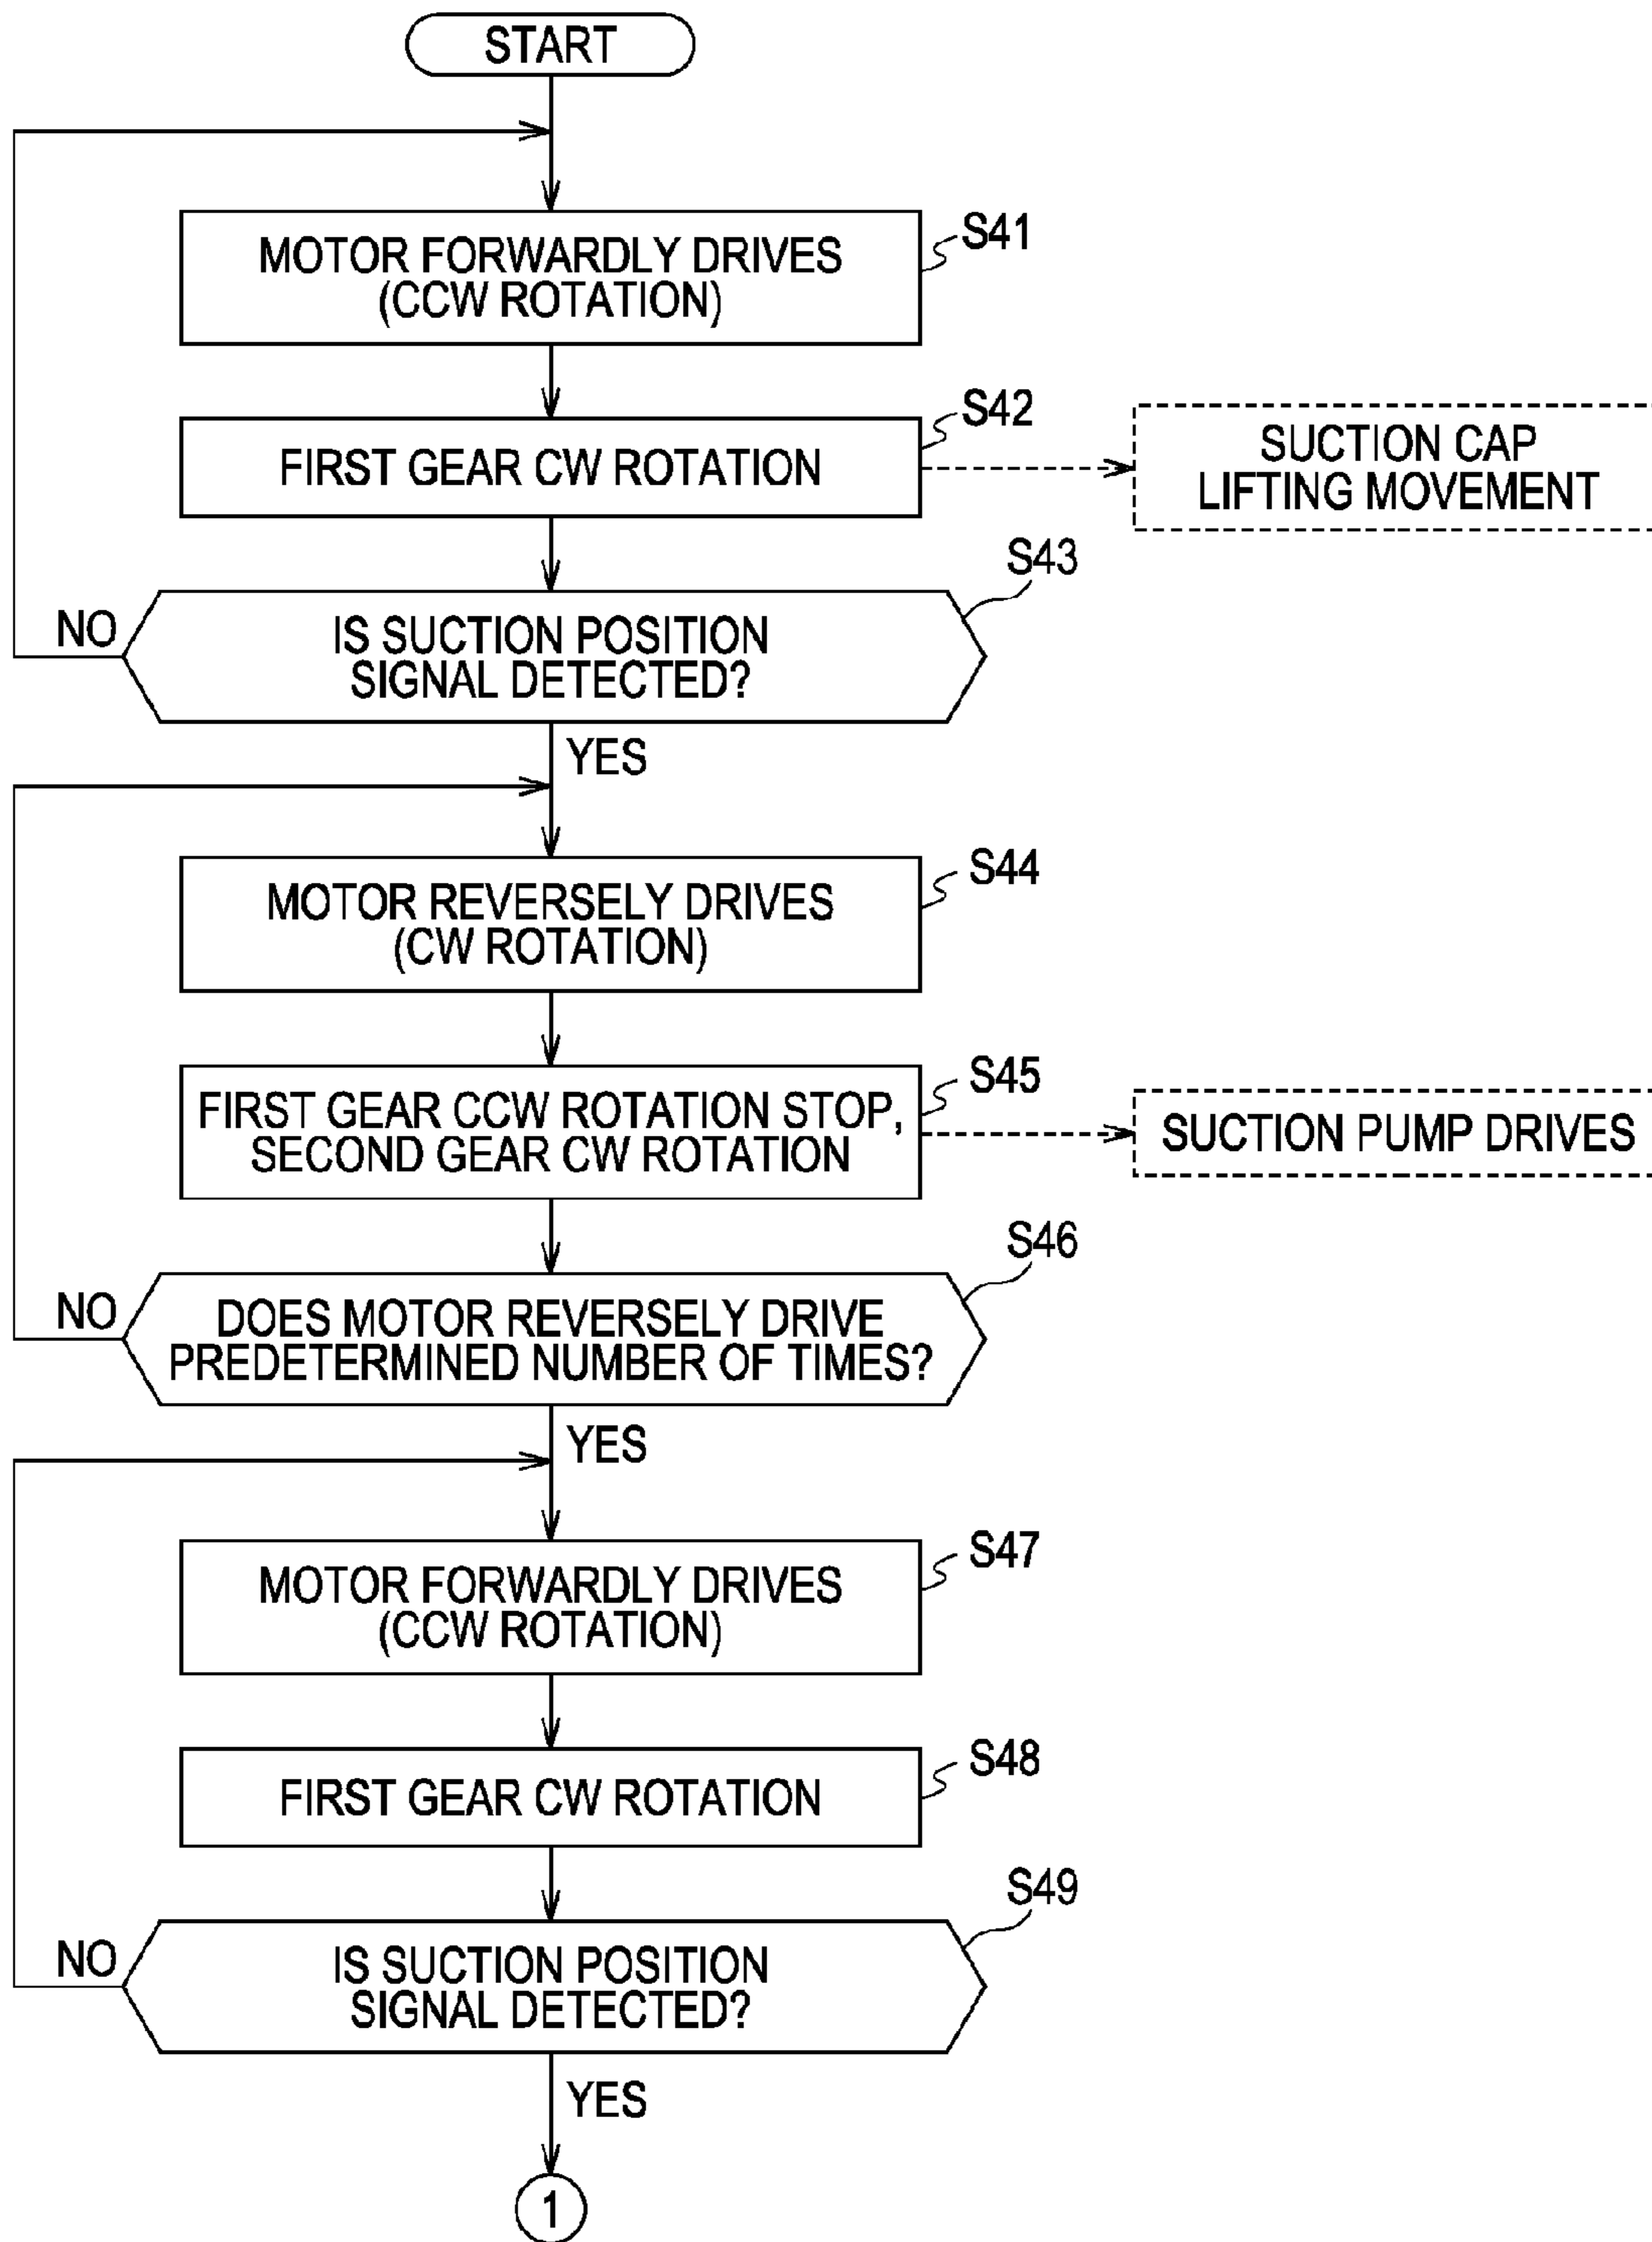 START
MOTOR FORWARDLY DRIVES
(CCW ROTATION)
S41
FIRST GEAR CW ROTATION
S42
SUCTION CAP
LIFTING MOVEMENT
IS SUCTION POSITION
SIGNAL DETECTED?
S43
NO
YES
MOTOR REVERSELY DRIVES
(CW ROTATION)
S44
FIRST GEAR CCW ROTATION STOP,
SECOND GEAR CW ROTATION
S45
SUCTION PUMP DRIVES
DOES MOTOR REVERSELY DRIVE
PREDETERMINED NUMBER OF TIMES?
S46
NO
YES
MOTOR FORWARDLY DRIVES
(CCW ROTATION)
S47
FIRST GEAR CW ROTATION
S48
IS SUCTION POSITION
SIGNAL DETECTED?
S49
NO
YES
1